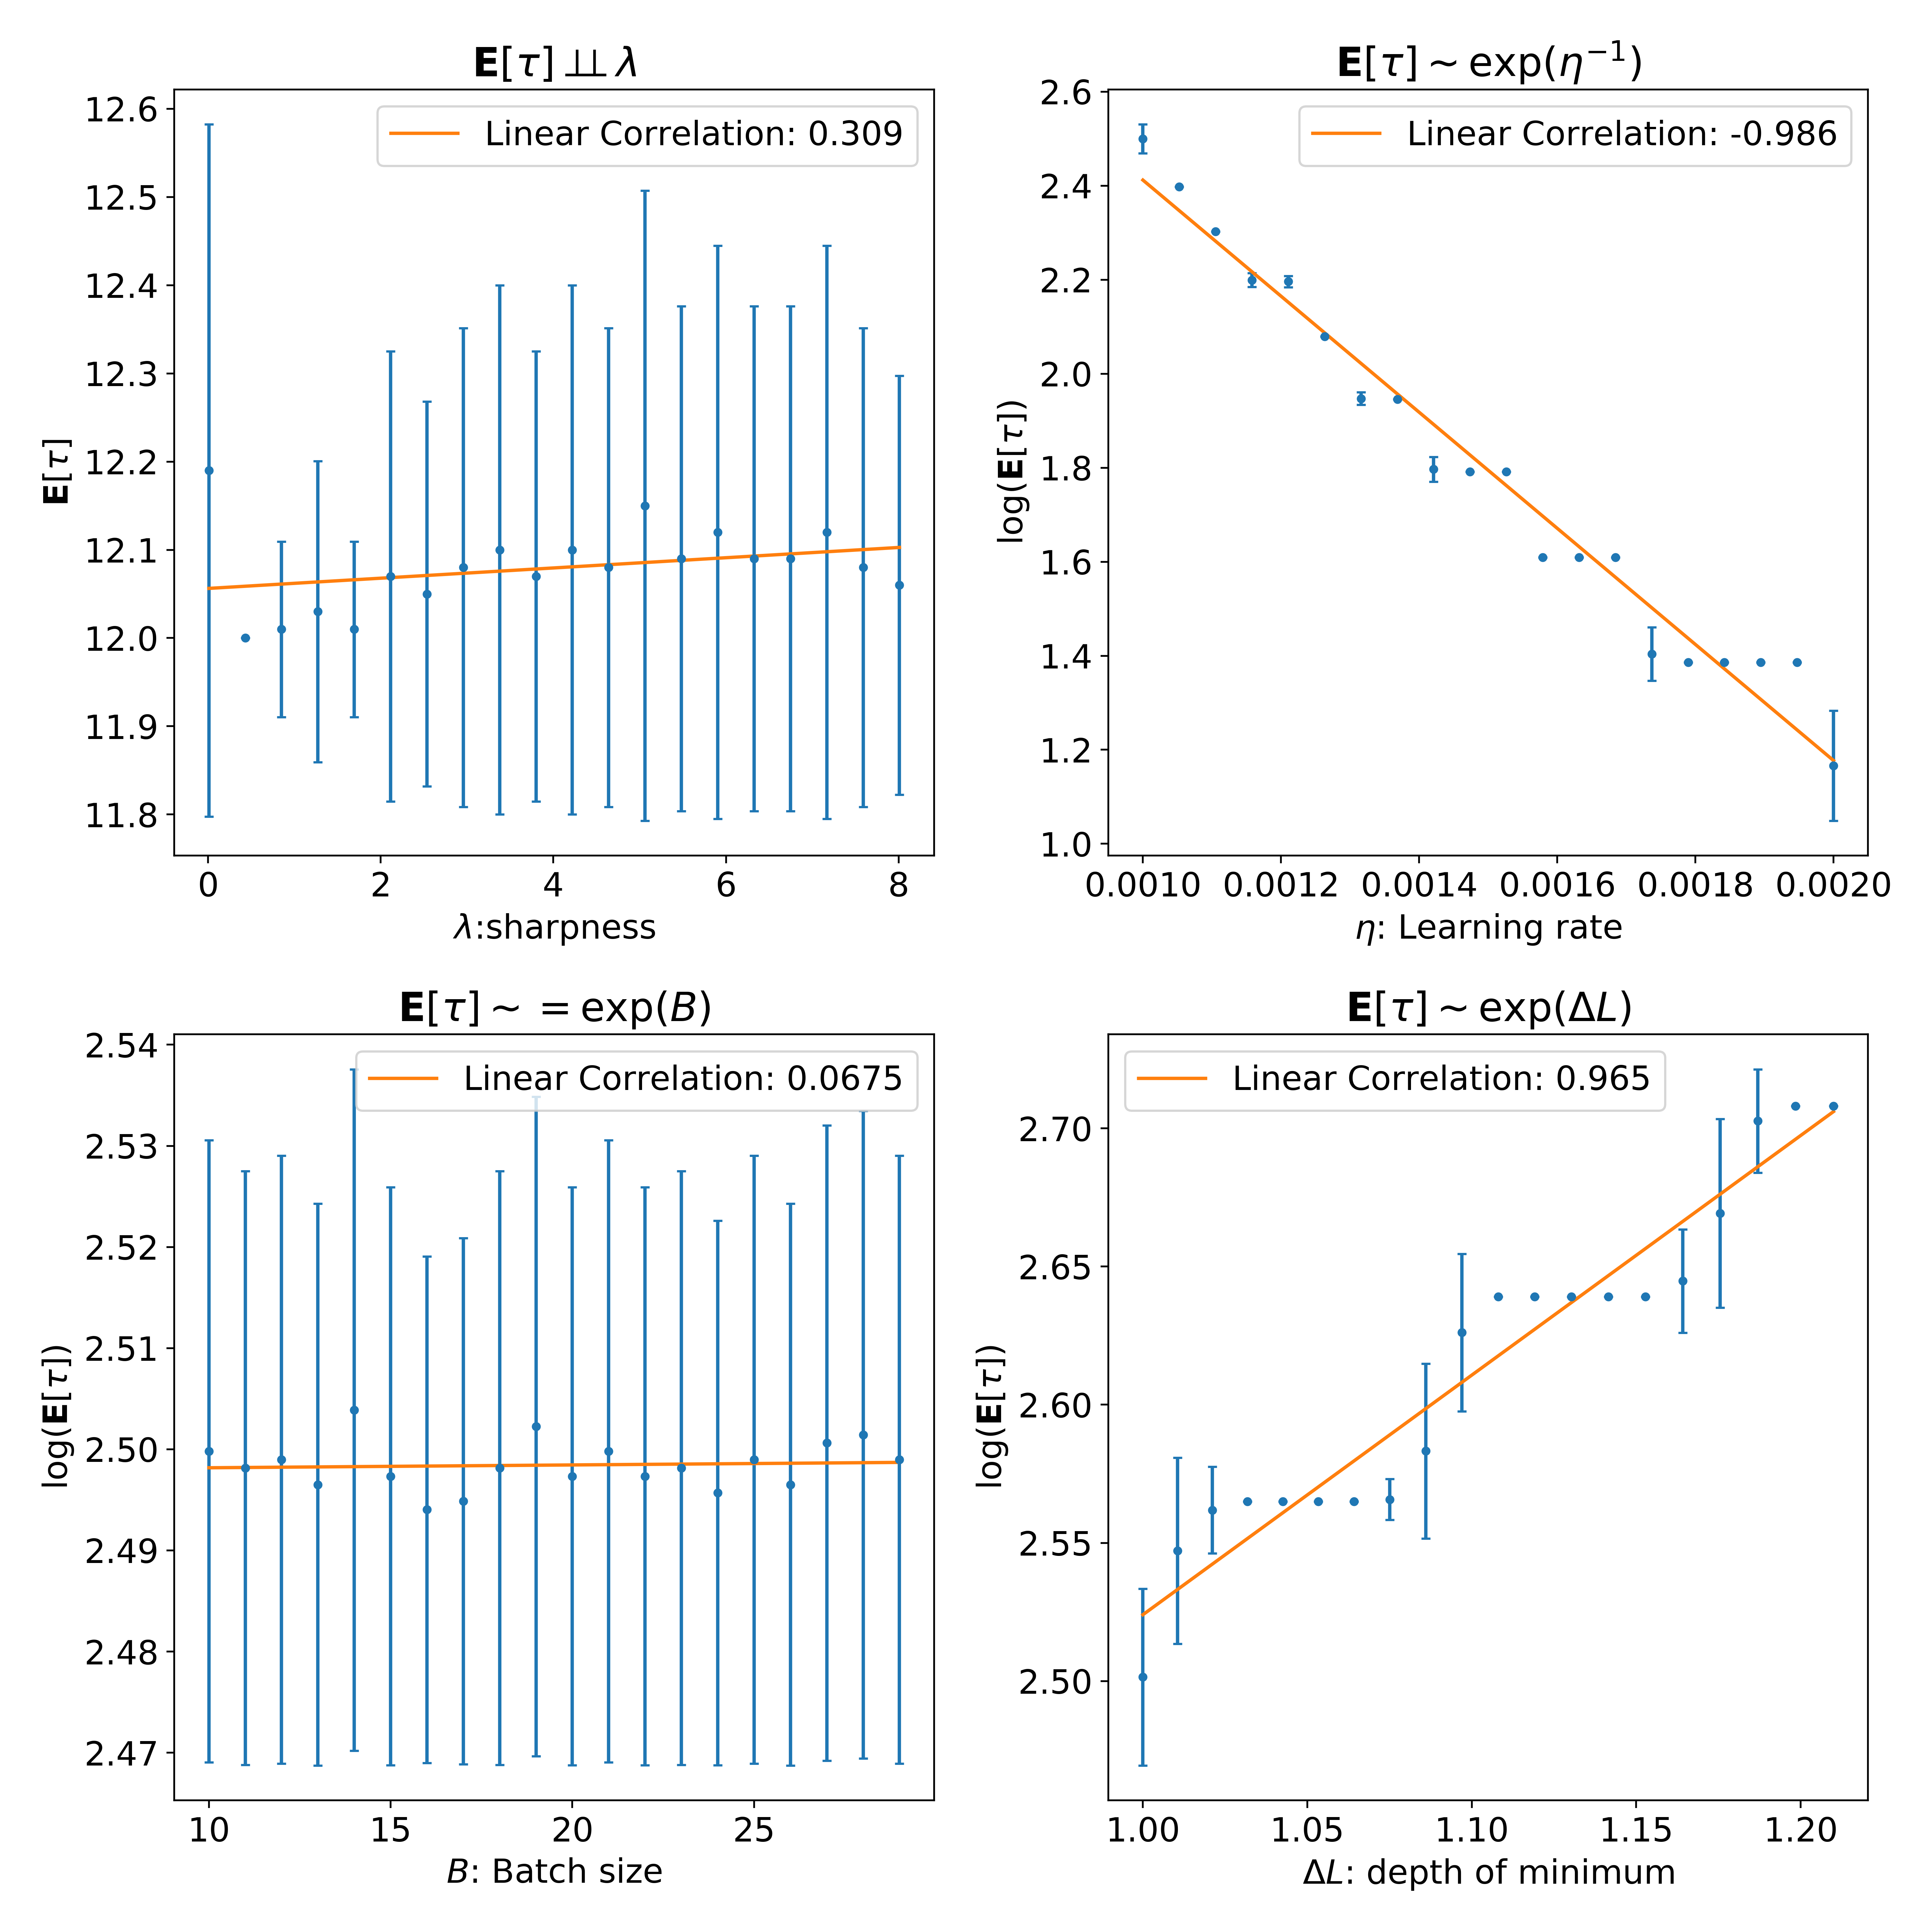 E[τ] ⫫ λ
Linear Correlation: 0.309
12.6
12.5
12.4
12.3
12.2
12.1
12.0
11.9
11.8
E[τ]
0 2 4 6 8
λ:sharpness
E[τ] ~ exp(η⁻¹)
Linear Correlation: -0.986
2.6
2.4
2.2
2.0
1.8
1.6
1.4
1.2
1.0
log(E[τ])
0.0010 0.0012 0.0014 0.0016 0.0018 0.0020
η: Learning rate
E[τ] ~ = exp(B)
Linear Correlation: 0.0675
2.54
2.53
2.52
2.51
2.50
2.49
2.48
2.47
log(E[τ])
10 15 20 25
B: Batch size
E[τ] ~ exp(ΔL)
Linear Correlation: 0.965
2.70
2.65
2.60
2.55
2.50
log(E[τ])
1.00 1.05 1.10 1.15 1.20
ΔL: depth of minimum